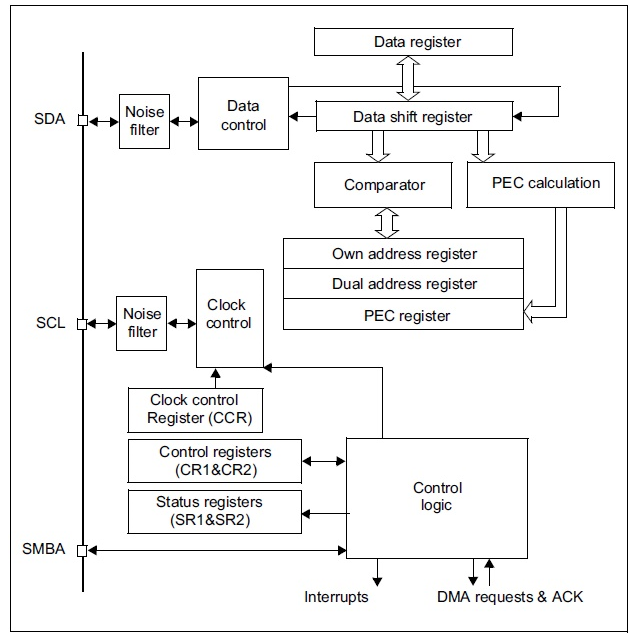 Data register
SDA
Noise
filter
Data
control
Data shift register
Comparator
PEC calculation
Own address register
Dual address register
PEC register
SCL
Noise
filter
Clock
control
Clock control
Register (CCR)
Control registers
(CR1&CR2)
Status registers
(SR1&SR2)
Control
logic
SMBA
Interrupts
DMA requests & ACK